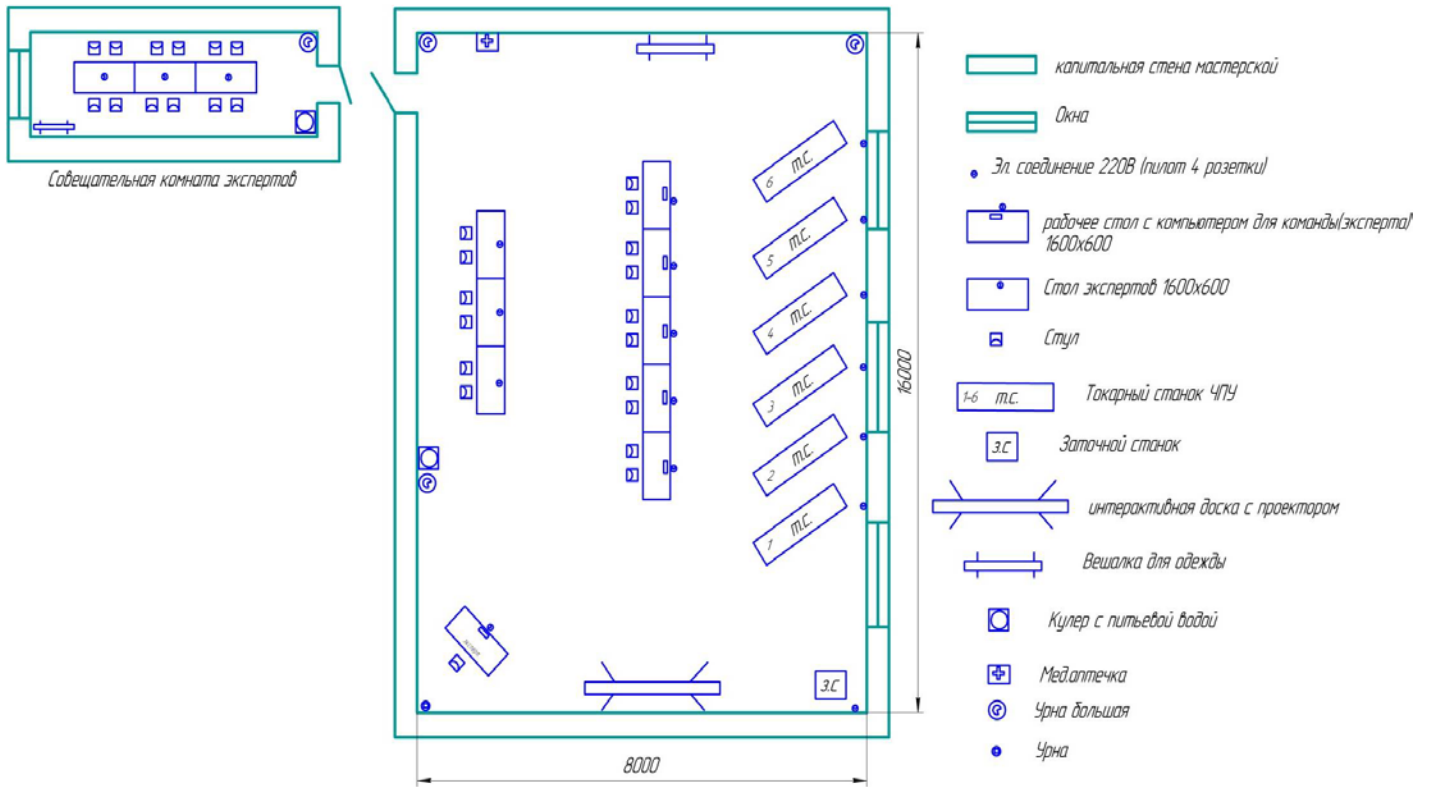 Совещательная комната экспертов
6 т.с.
5 т.с.
4 т.с.
3 т.с.
2 т.с.
1 т.с.
эксперт
З.С
8000
16000
капитальная стена мастерской
Окна
Эл. соединение 220В (пилот 4 розетки)
рабочее стол с компьютером для команды(эксперта)
1600х600
Стол экспертов 1600х600
Стул
1-6 т.с.
Токарный станок ЧПУ
З.С
Заточной станок
интерактивная доска с проектором
Вешалка для одежды
Кулер с питьевой водой
Мед.аптечка
Урна большая
Урна